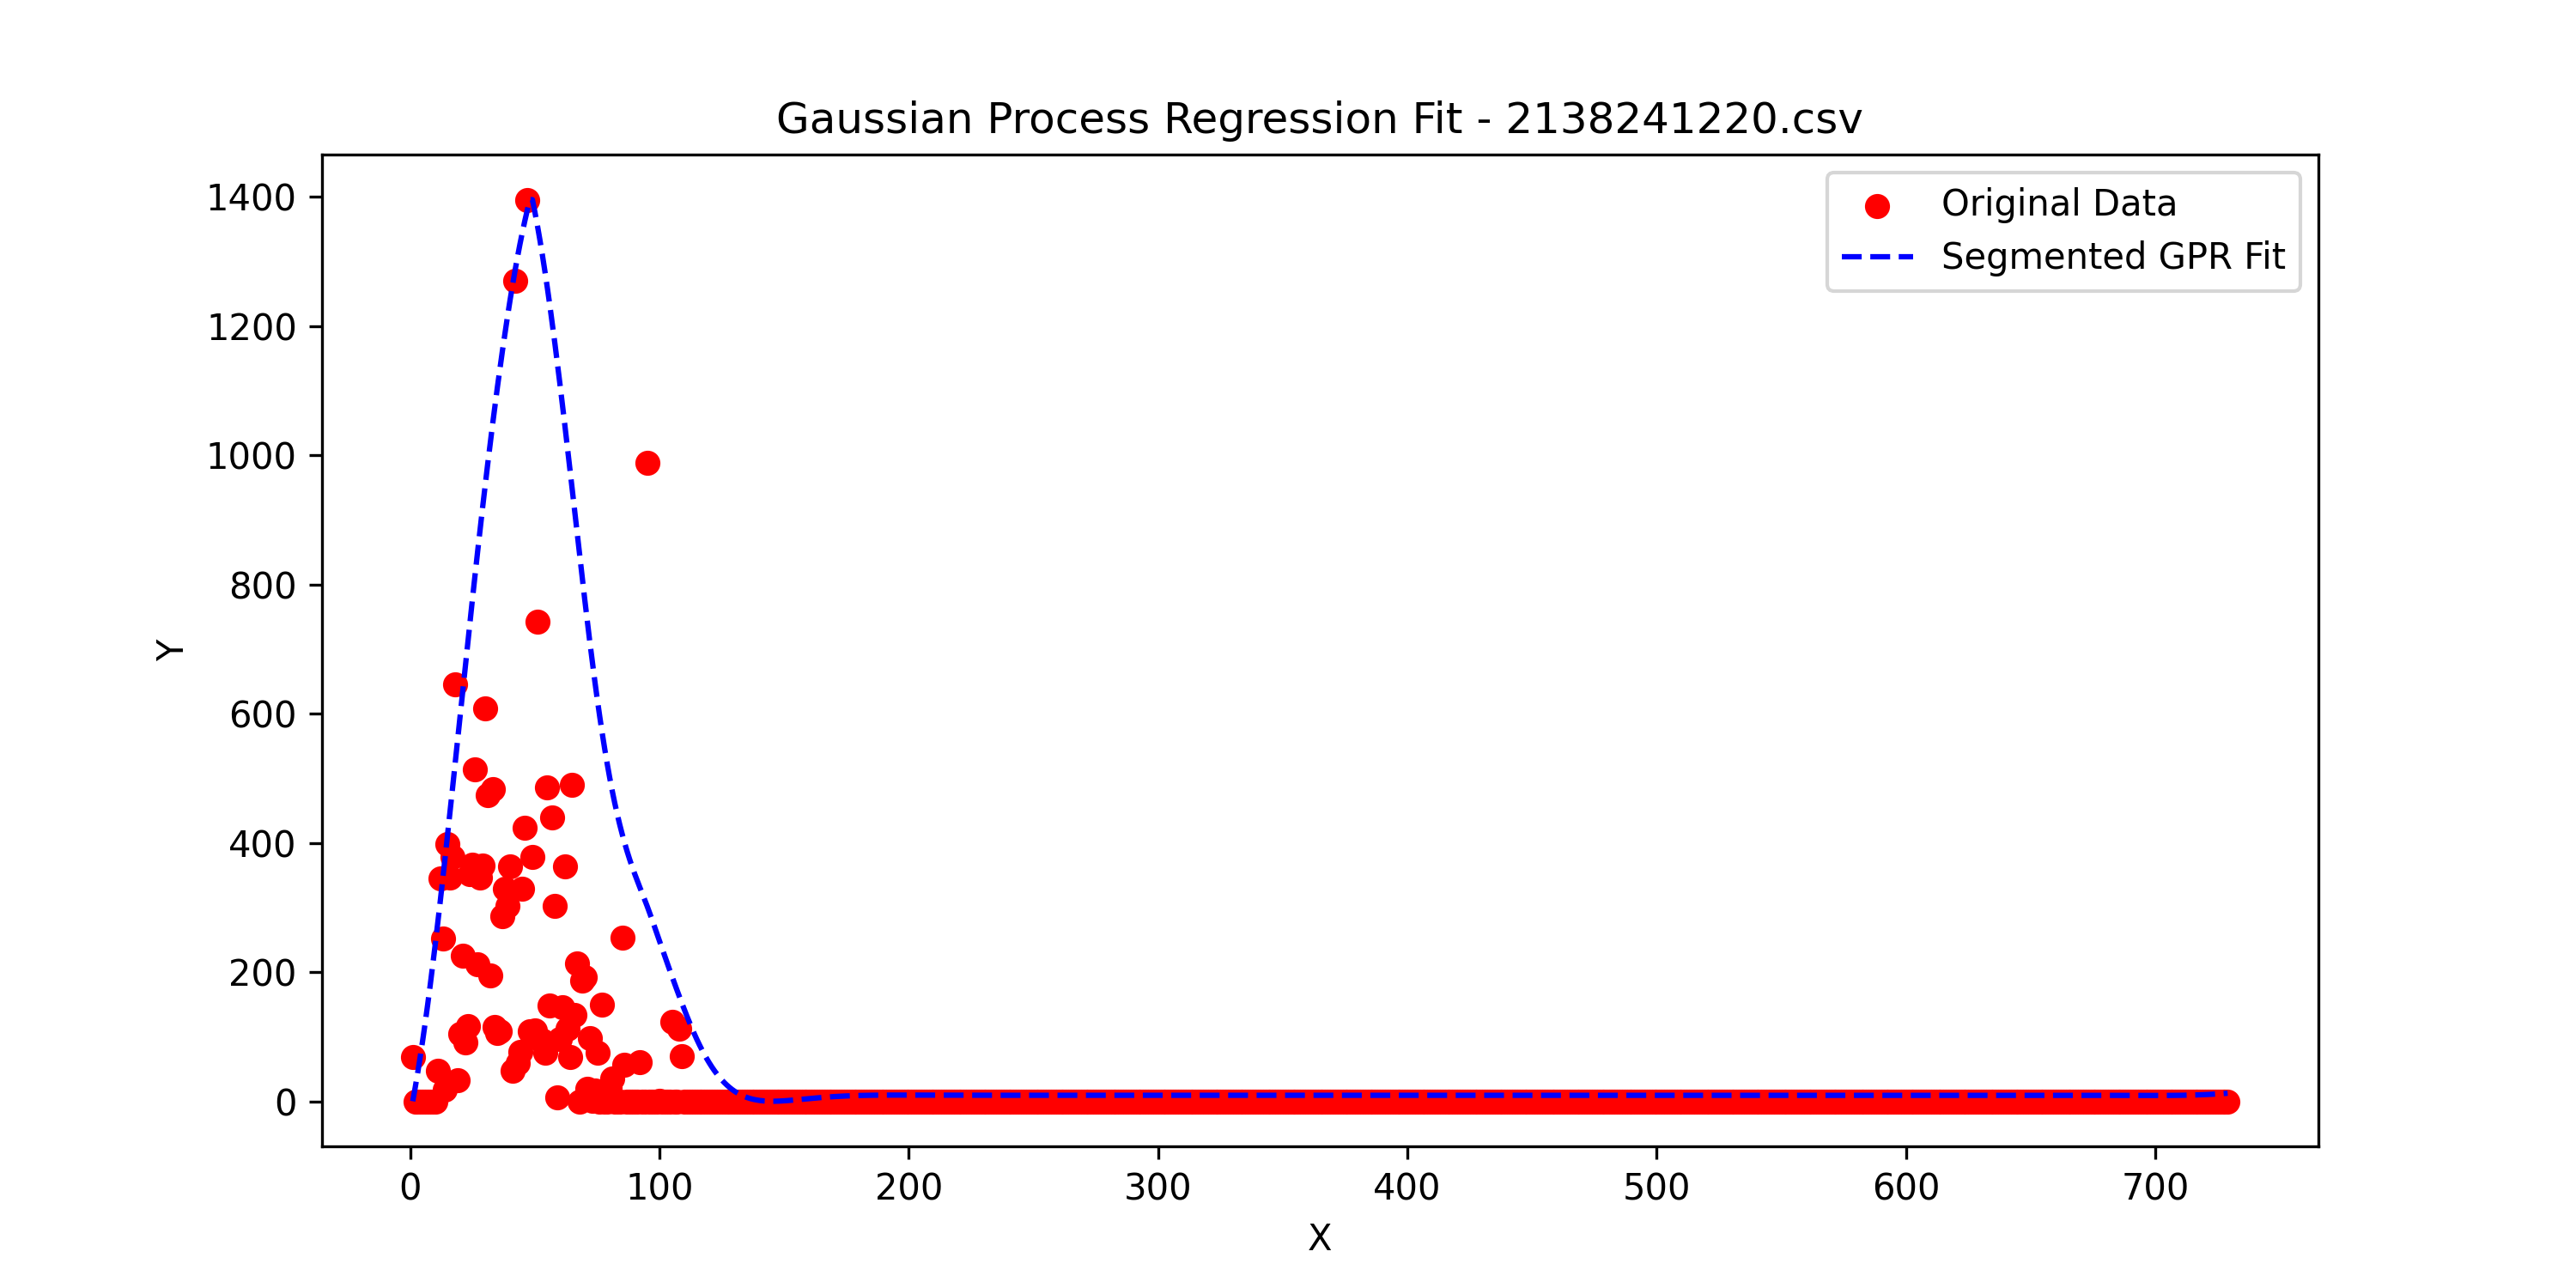 Gaussian Process Regression Fit - 2138241220.csv
Original Data
Segmented GPR Fit
1400
1200
1000
800
600
400
200
0
Y
0 100 200 300 400 500 600 700
X